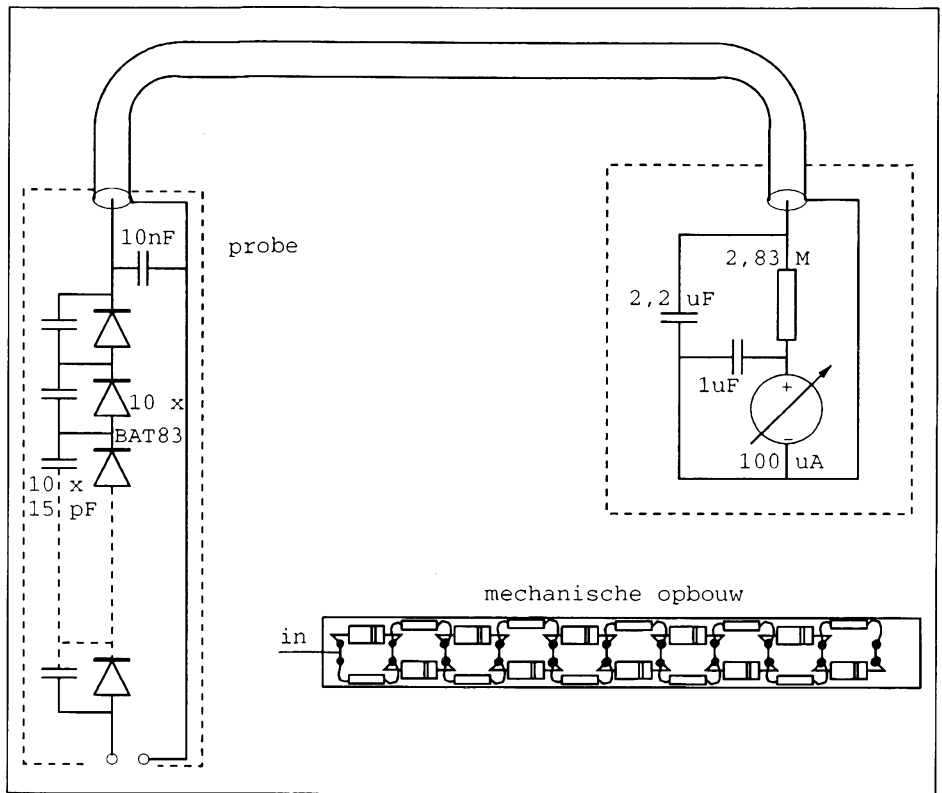 10nF
probe
10 x
BAT83
10 x
15 pF
2,83 M
2,2 uF
1uF
+
−
100 uA
mechanische opbouw
in